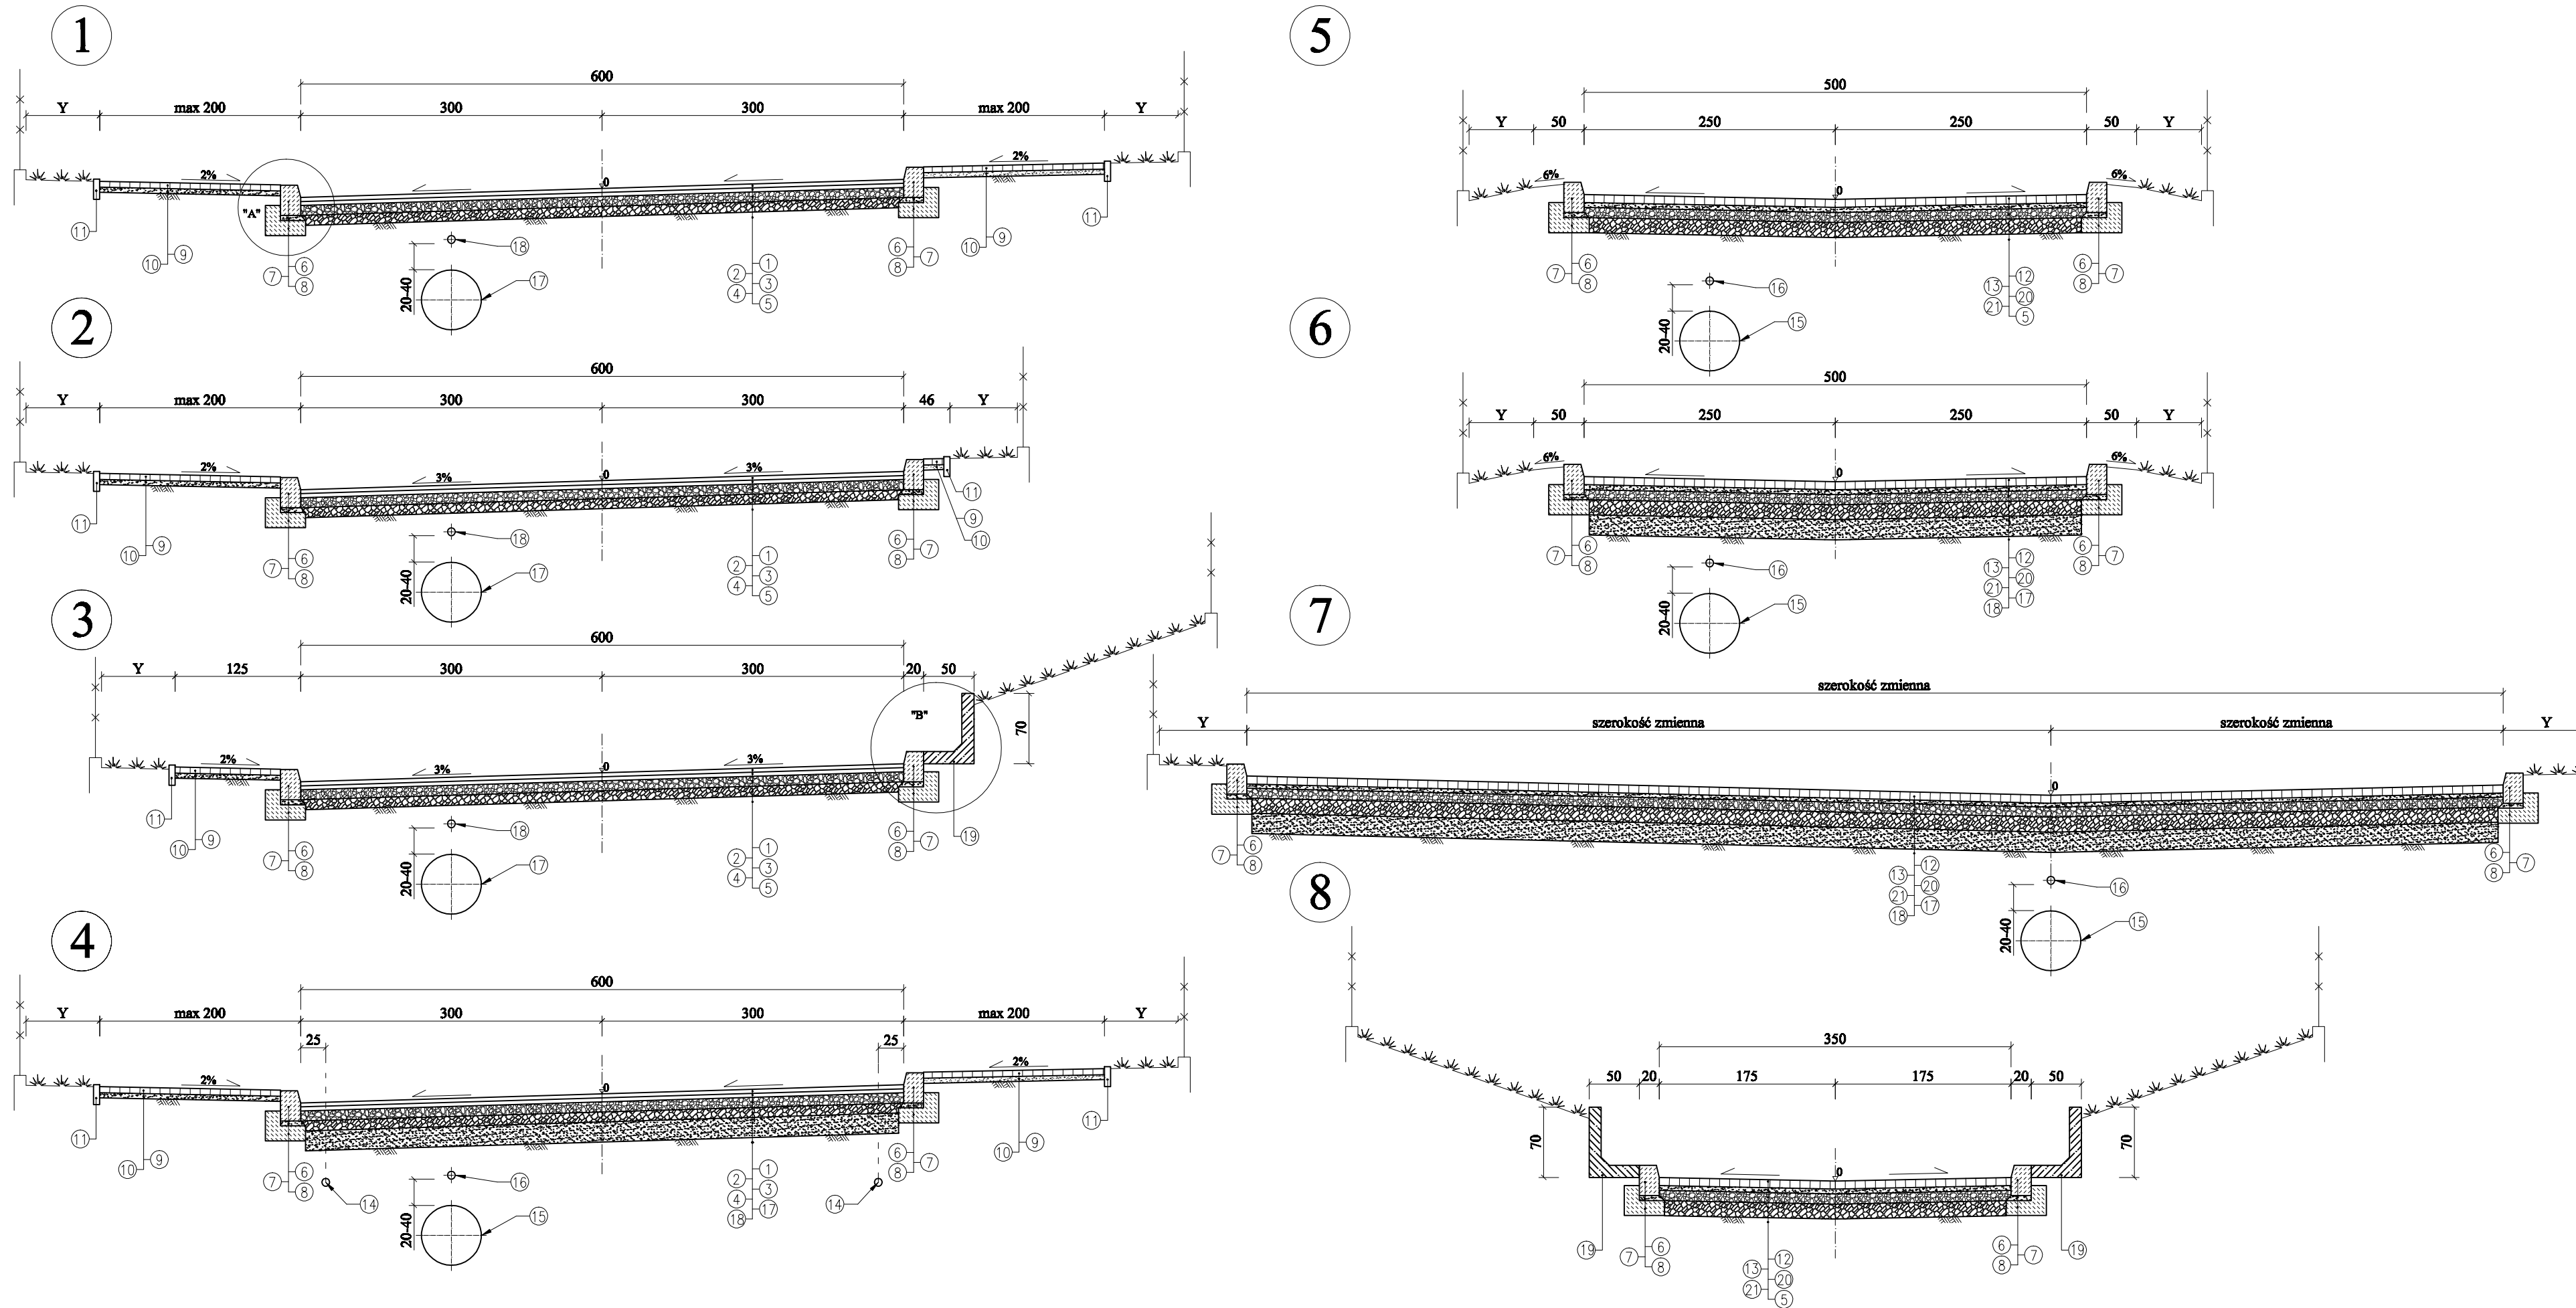 1
600
Y max 200 300 300 max 200 Y
2% "A" 0 2%
11 10 9 7 6 8 18 17 20-40 2 1 4 3 5 6 8 7 10 9 11
2
600
Y max 200 300 300 46 Y
2% 3% 0 3%
11 10 9 7 6 8 18 17 20-40 2 1 4 3 5 6 8 7 11 9 10
3
600
Y 125 300 300 20 50
"B" 70
2% 3% 0 3%
11 10 9 7 6 8 18 17 20-40 2 1 4 3 5 6 8 7 19
4
600
Y max 200 300 300 max 200 Y
25 25
2% 0 2%
11 10 9 7 6 8 14 16 15 20-40 2 1 4 3 18 17 14 6 8 7 10 9 11
5
500
Y 50 250 250 50 Y
6% 0 6%
7 6 8 16 15 20-40 13 12 21 20 5 6 8 7
6
500
Y 50 250 250 50 Y
6% 0 6%
7 6 8 16 15 20-40 13 12 21 20 18 17 6 8 7
7
szerokość zmienna
Y szerokość zmienna szerokość zmienna Y
0
7 6 8 13 12 21 20 18 17 16 15 20-40 6 8 7
8
350
50 20 175 175 20 50
70 0 70
19 7 6 8 13 12 21 20 5 6 8 7 19